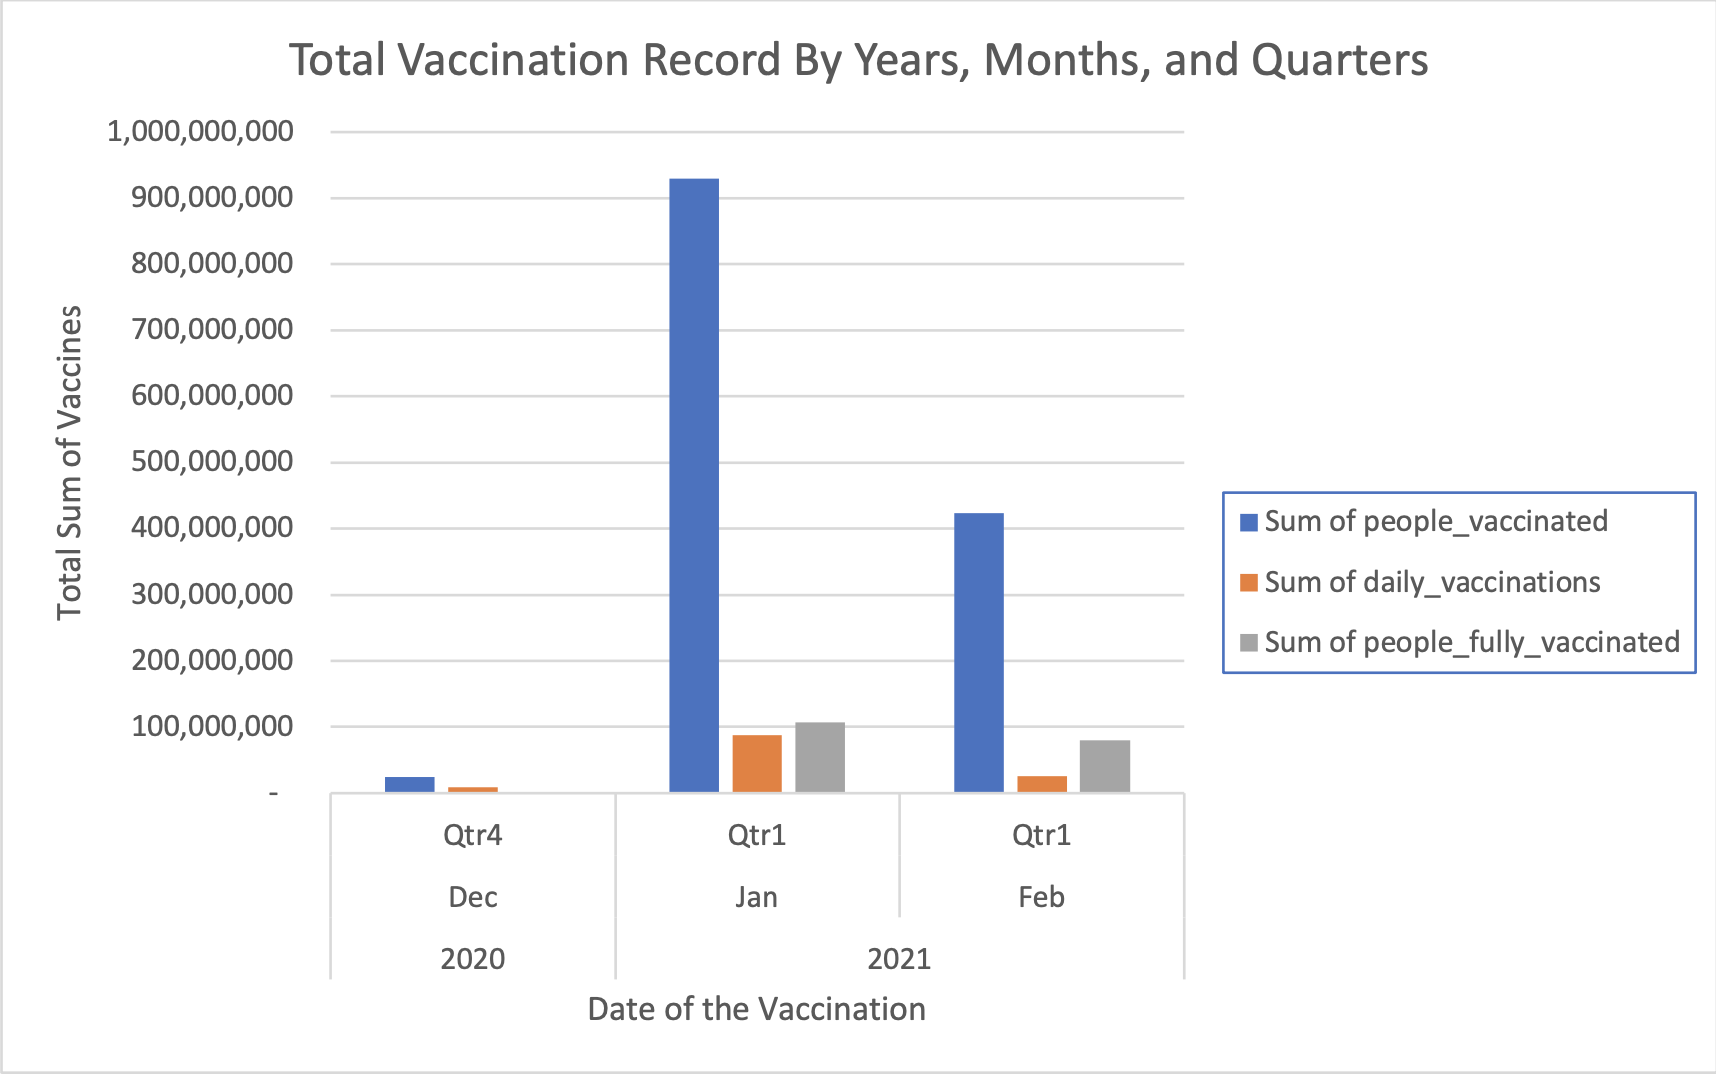 Total Vaccination Record By Years, Months, and Quarters
1,000,000,000
900,000,000
800,000,000
700,000,000
600,000,000
500,000,000
400,000,000
300,000,000
200,000,000
100,000,000
-
Total Sum of Vaccines
Qtr4
Qtr1
Qtr1
Dec
Jan
Feb
2020
2021
Date of the Vaccination
Sum of people_vaccinated
Sum of daily_vaccinations
Sum of people_fully_vaccinated